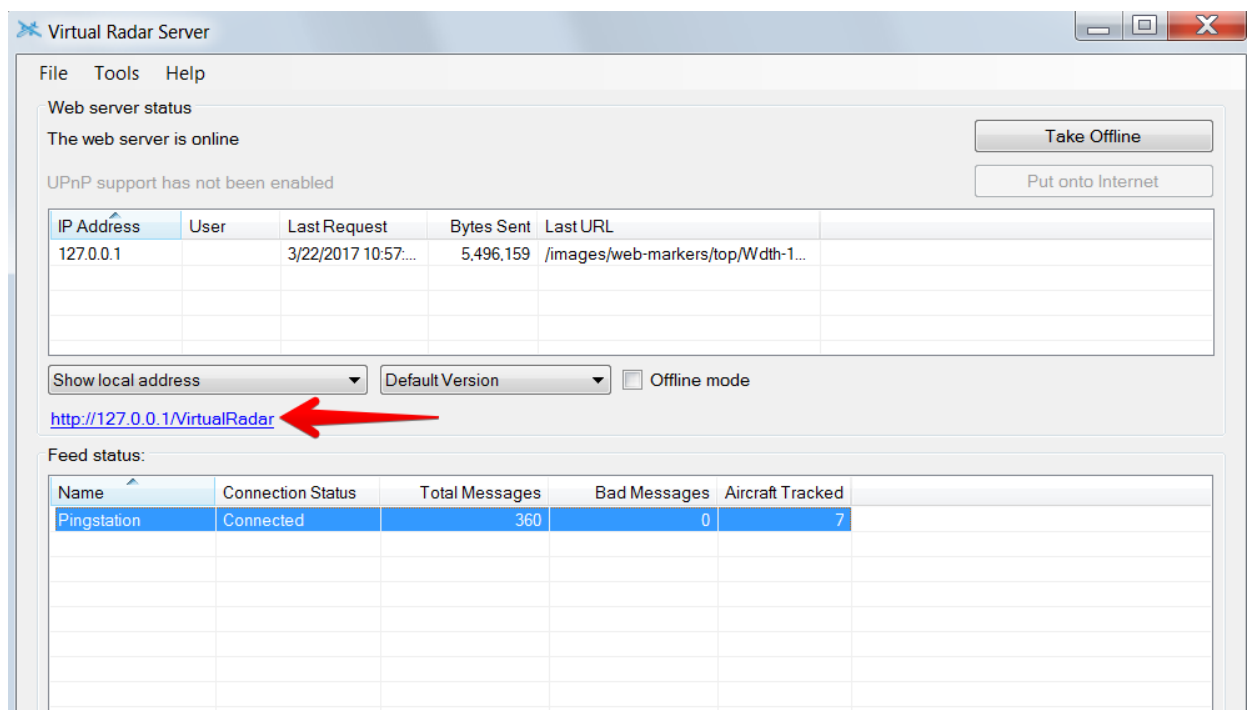 Virtual Radar Server
File Tools Help
Web server status
The web server is online
Take Offline
UPnP support has not been enabled
Put onto Internet
IP Address User Last Request Bytes Sent Last URL
127.0.0.1 3/22/2017 10:57:... 5,496,159 /images/web-markers/top/Wdth-1...
Show local address Default Version Offline mode
http://127.0.0.1/VirtualRadar
Feed status:
Name Connection Status Total Messages Bad Messages Aircraft Tracked
Pingstation Connected 360 0 7